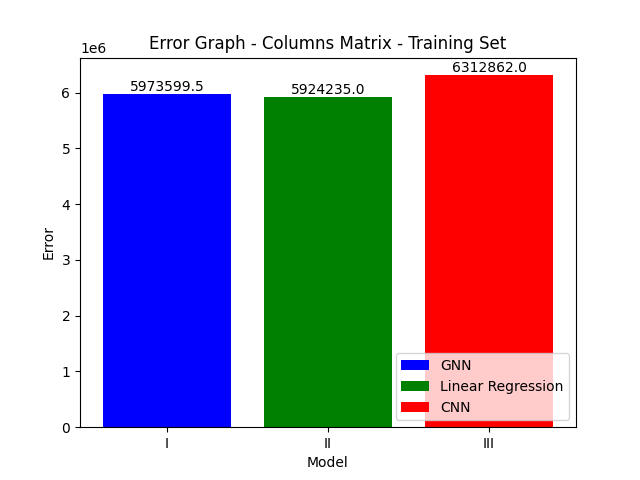 Error Graph - Columns Matrix - Training Set
1e6
5973599.5
5924235.0
6312862.0
6
5
4
3
2
1
0
Error
GNN
Linear Regression
CNN
I
II
III
Model